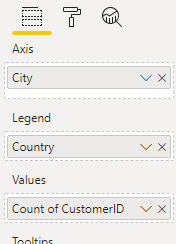 Axis
City
Legend
Country
Values
Count of CustomerID
Tooltips